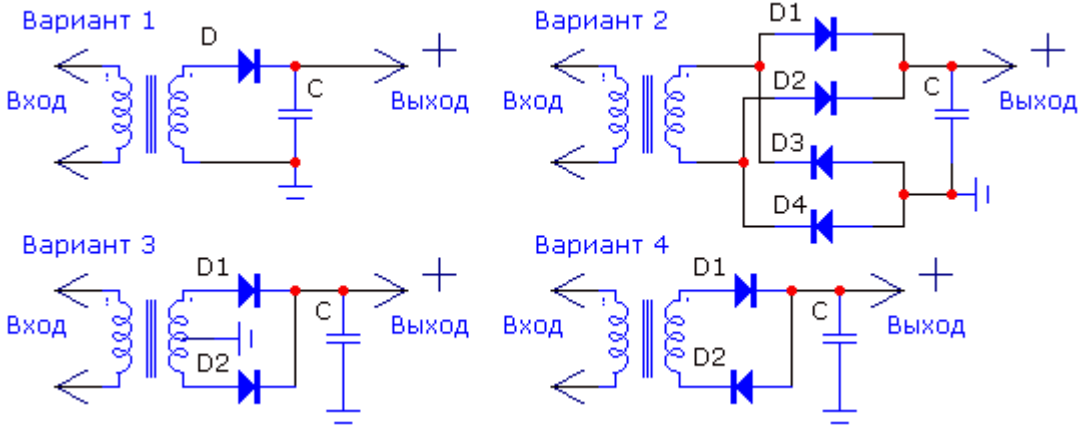 Вариант 1
D
+
C
Вход
Выход
Вариант 2
D1
+
D2
C
Вход
Выход
D3
D4
Вариант 3
D1
+
C
Вход
Выход
D2
Вариант 4
D1
+
C
Вход
Выход
D2